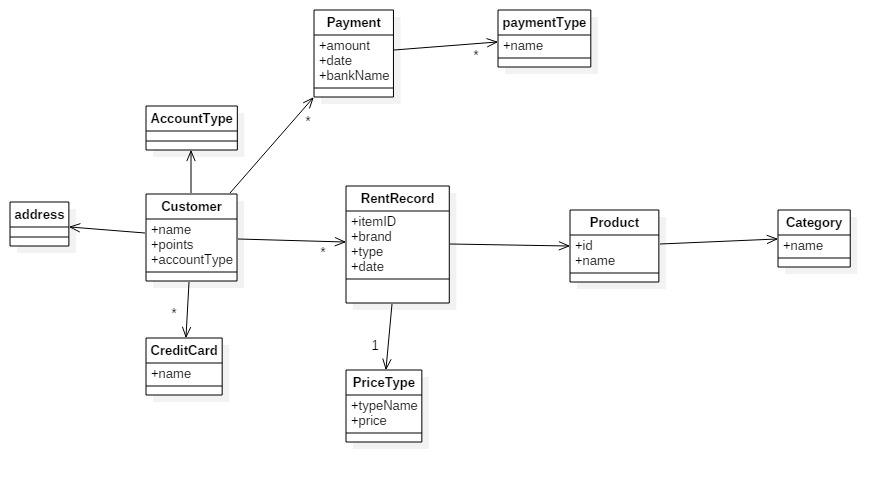 Payment
+amount
+date
+bankName
*
paymentType
+name
*
AccountType
address
Customer
+name
+points
+accountType
*
RentRecord
+itemID
+brand
+type
+date
Product
+id
+name
Category
+name
*
CreditCard
+name
1
PriceType
+typeName
+price